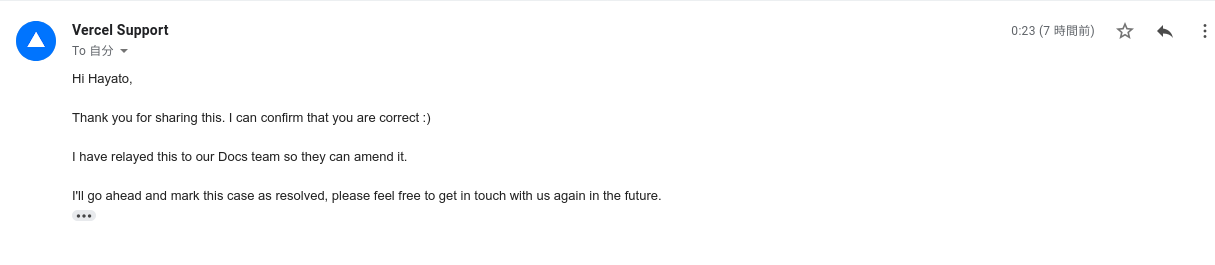 Vercel Support
0:23 (7 時間前)
To 自分
Hi Hayato,
Thank you for sharing this. I can confirm that you are correct :)
I have relayed this to our Docs team so they can amend it.
I'll go ahead and mark this case as resolved, please feel free to get in touch with us again in the future.